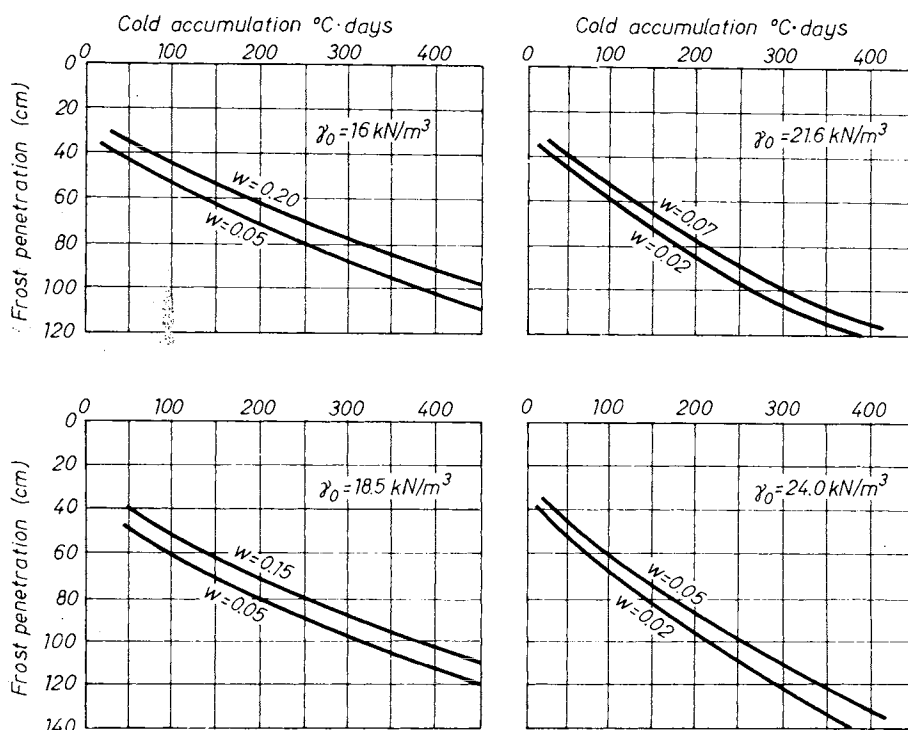 Cold accumulation °C·days
Cold accumulation °C·days
0 100 200 300 400
0 100 200 300 400
Frost penetration (cm)
0
20
40
60
80
100
120
γ₀=16 kN/m³
w=0.20
w=0.05
γ₀=21.6 kN/m³
w=0.07
w=0.02
0 100 200 300 400
0 100 200 300 400
Frost penetration (cm)
0
20
40
60
80
100
120
140
γ₀=18.5 kN/m³
w=0.15
w=0.05
γ₀=24.0 kN/m³
w=0.05
w=0.02